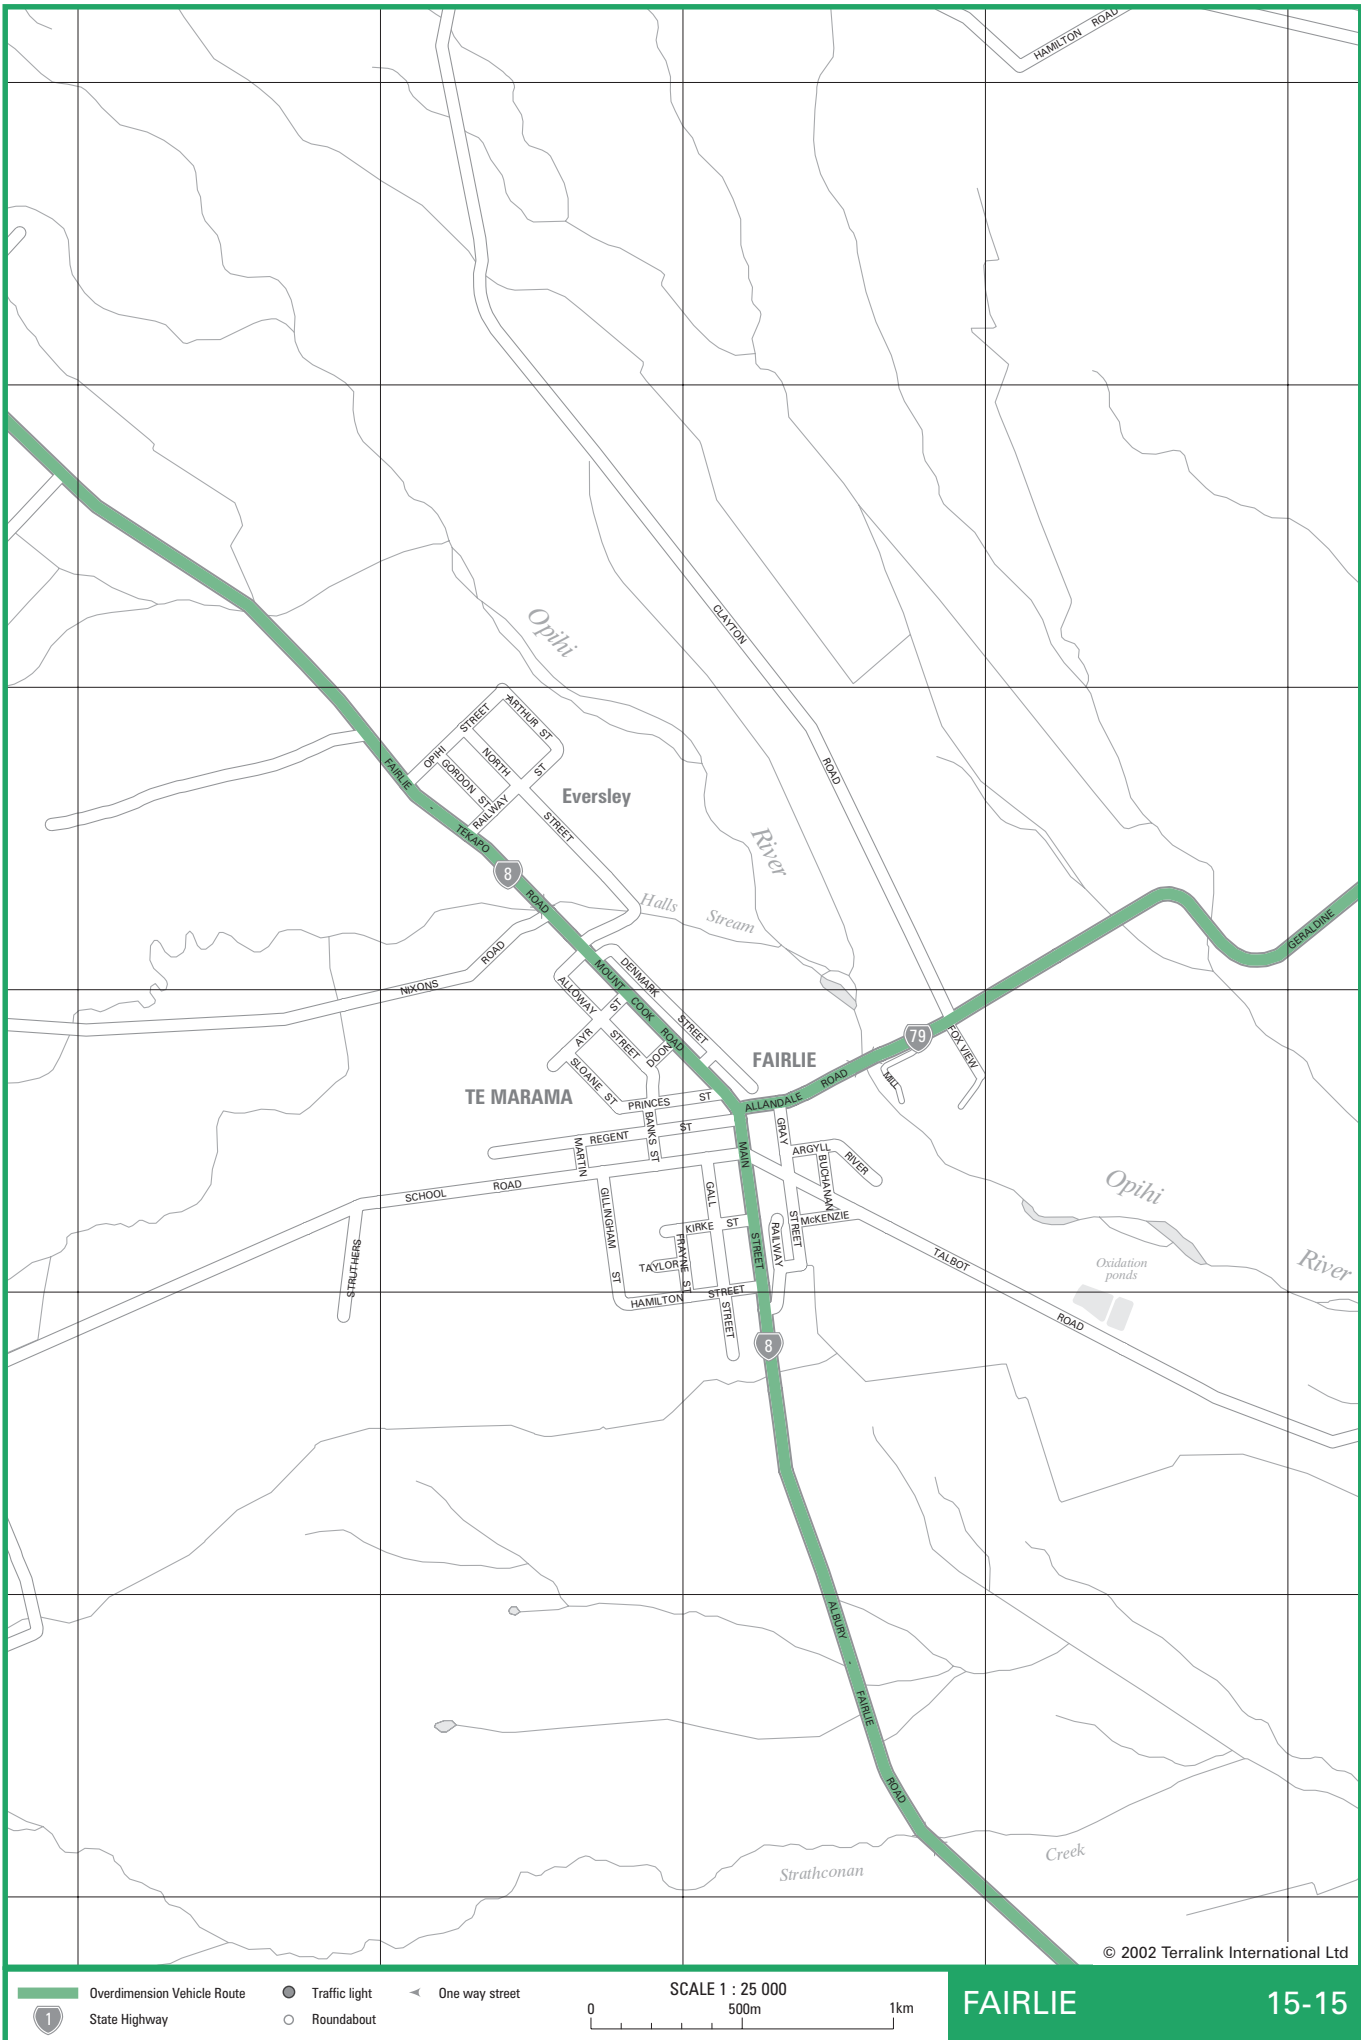 HAMILTON ROAD
Opihi
CLAYTON
ROAD
ARTHUR ST
OPIHI STREET
NORTH
GORDON ST
RAILWAY ST
STREET
Eversley
FAIRLIE - TEKAPO ROAD
8
River
Halls Stream
NIXONS ROAD
GERALDINE
DENMARK STREET
MOUNT COOK ROAD
ALLOWAY
STREET
AYR ST
DOON
SLOANE ST
79
FOX VIEW
MILL
FAIRLIE
TE MARAMA
PRINCES ST
ALLANDALE ROAD
BANKS ST
REGENT ST
MARTIN
GRAY
STREET
ARGYLL
RIVER
BUCHANAN
MAIN
STREET
SCHOOL ROAD
GILLINGHAM ST
GALL
STREET
KIRKE ST
FRAYNE ST
TAYLOR
RAILWAY
McKENZIE
HAMILTON STREET
STRUTHERS
TALBOT
ROAD
Opihi
River
Oxidation
ponds
8
ALBURY - FAIRLIE ROAD
Strathconan Creek
© 2002 Terralink International Ltd
Overdimension Vehicle Route
Traffic light
One way street
1
State Highway
Roundabout
SCALE 1 : 25 000
0 500m 1km
FAIRLIE 15-15